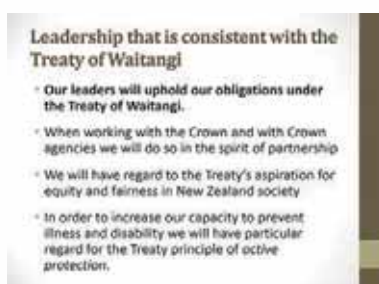 Leadership that is consistent with the
Treaty of Waitangi
Our leaders will uphold our obligations under
the Treaty of Waitangi.
When working with the Crown and with Crown
agencies we will do so in the spirit of partnership
We will have regard to the Treaty's aspiration for
equity and fairness in New Zealand society
In order to increase our capacity to prevent
illness and disability we will have particular
regard for the Treaty principle of active
protection.